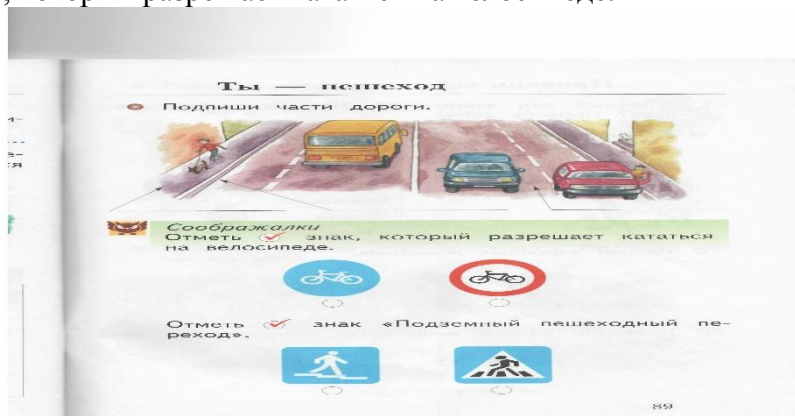 Ты — пешеход
Подпиши части дороги.
Соображалки
Отметь знак, который разрешает кататься
на велосипеде.
Отметь знак «Подземный пешеходный пе-
реход».
89